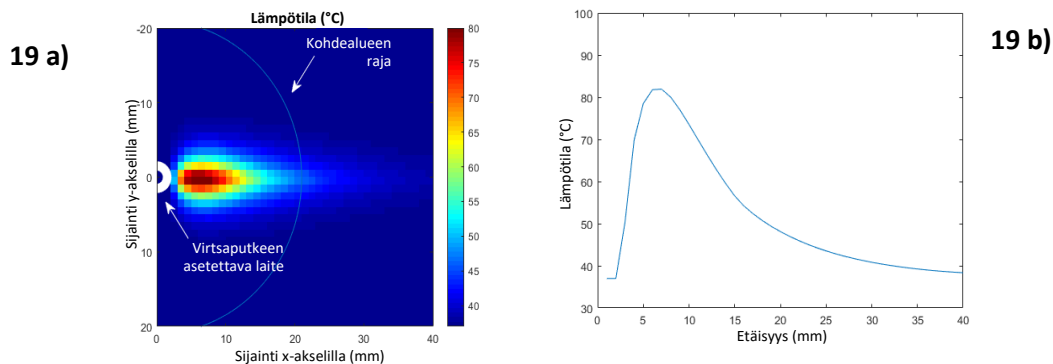 19 a)
Lämpötila (°C)
Sijainti y-akselilla (mm)
-20
-10
0
10
20
Kohdealueen
raja
Virtsaputkeen
asetettava laite
0 10 20 30 40
Sijainti x-akselilla (mm)
80
75
70
65
60
55
50
45
40
19 b)
Lämpötila (°C)
100
90
80
70
60
50
40
30
0 5 10 15 20 25 30 35 40
Etäisyys (mm)